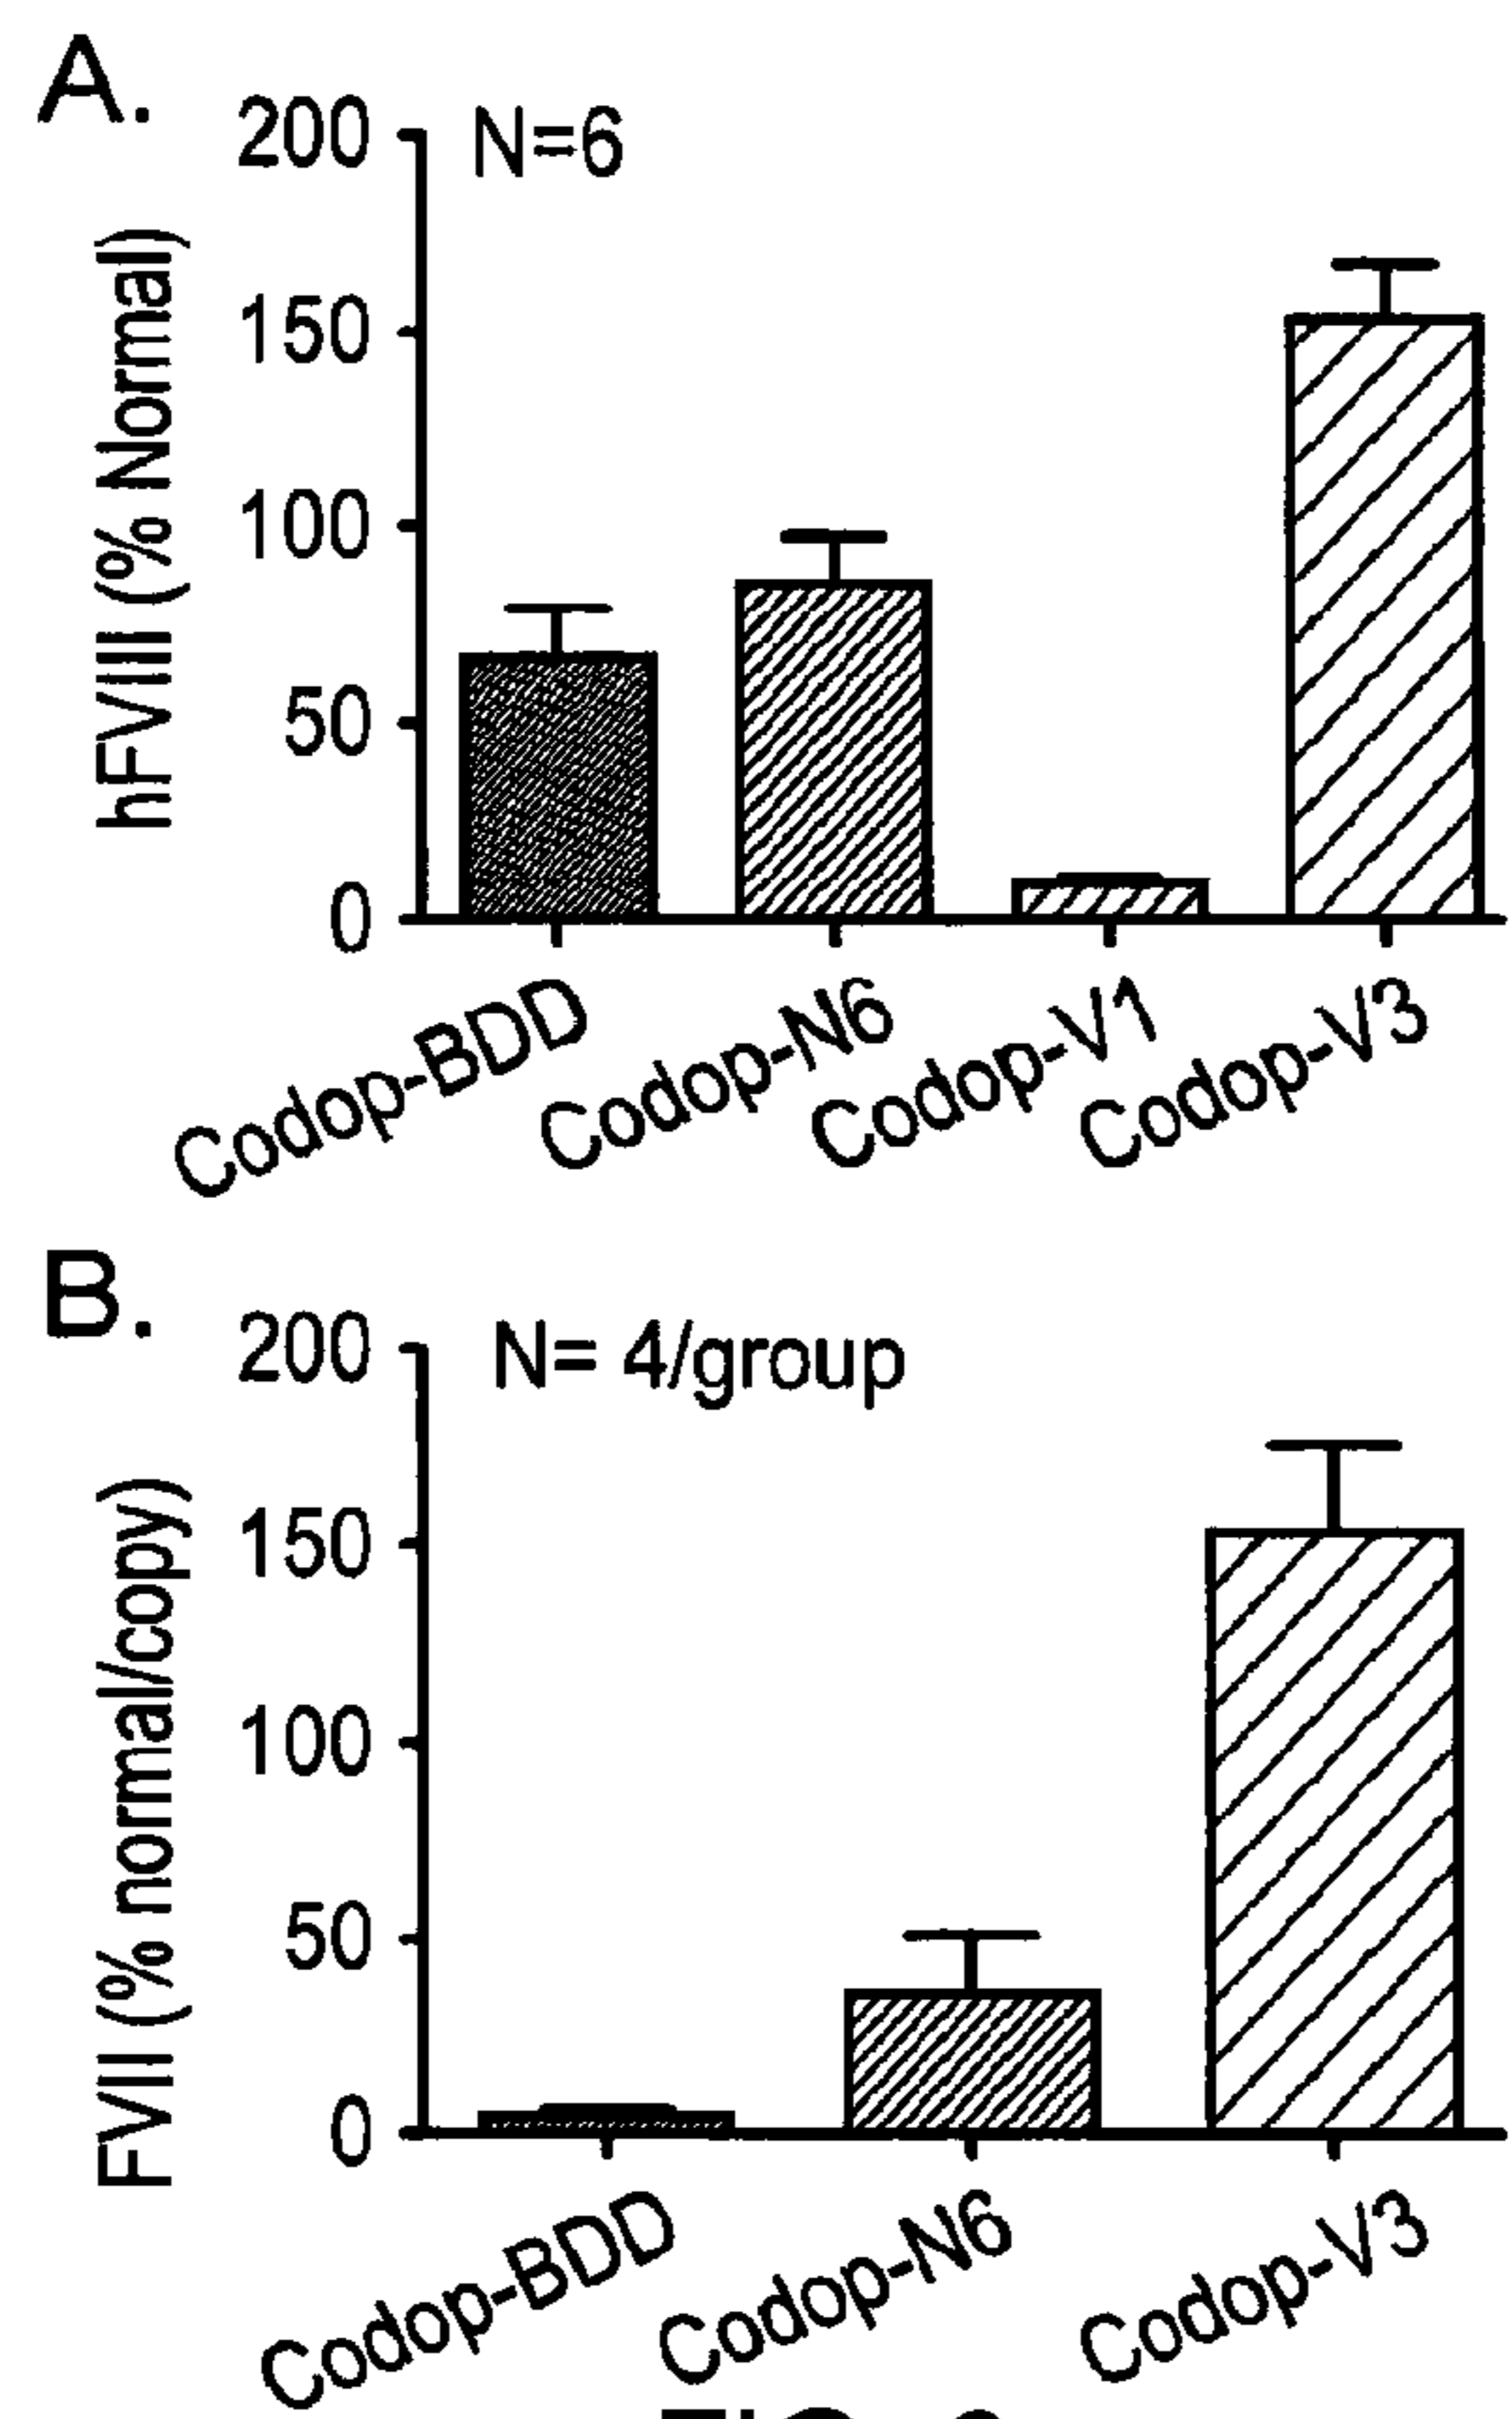 A.
N=6
hFVIII (% Normal)
200
150
100
50
0
Codop-BDD
Codop-N6
Codop-V1
Codop-V3
B.
N= 4/group
FVIII (% normal/copy)
200
150
100
50
0
Codop-BDD
Codop-N6
Codop-V3